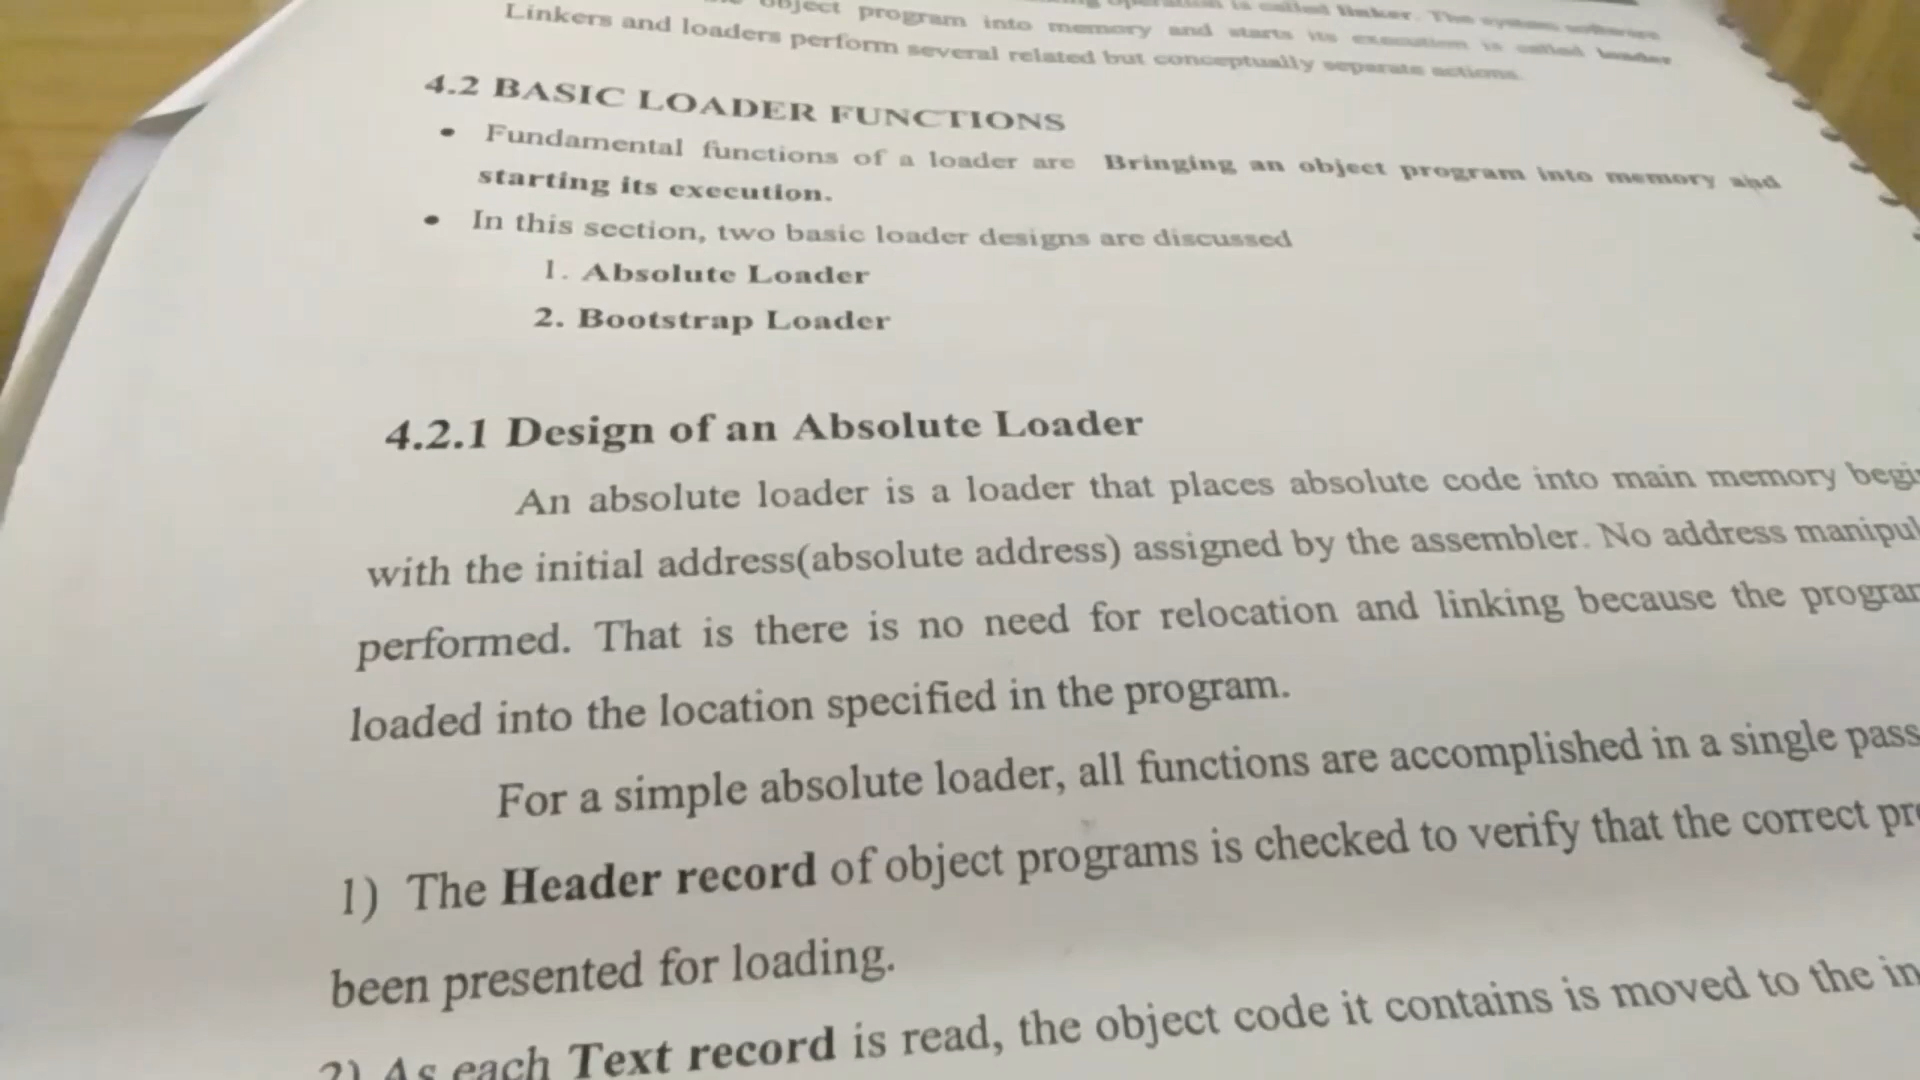 object program into memory and starts its execution is called loader
Linkers and loaders perform several related but conceptually separate actions.
4.2 BASIC LOADER FUNCTIONS
• Fundamental functions of a loader are Bringing an object program into memory and
starting its execution.
• In this section, two basic loader designs are discussed
1. Absolute Loader
2. Bootstrap Loader
4.2.1 Design of an Absolute Loader
An absolute loader is a loader that places absolute code into main memory
with the initial address(absolute address) assigned by the assembler. No address
performed. That is there is no need for relocation and linking because the
loaded into the location specified in the program.
For a simple absolute loader, all functions are accomplished in a single pass
1) The Header record of object programs is checked to verify that the correct
been presented for loading.
2) As each Text record is read, the object code it contains is moved to the